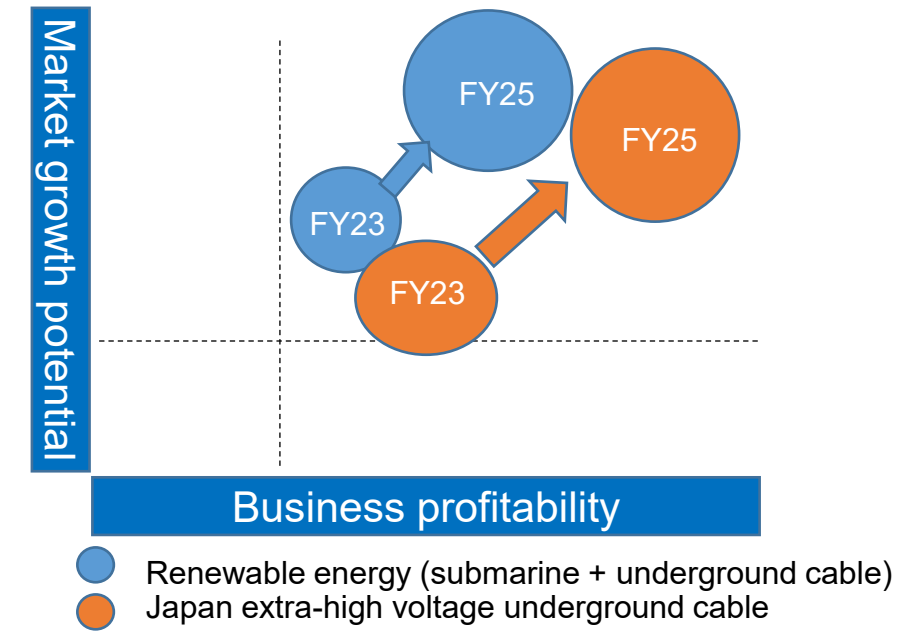 Market growth potential
FY25
FY25
FY23
FY23
Business profitability
Renewable energy (submarine + underground cable)
Japan extra-high voltage underground cable